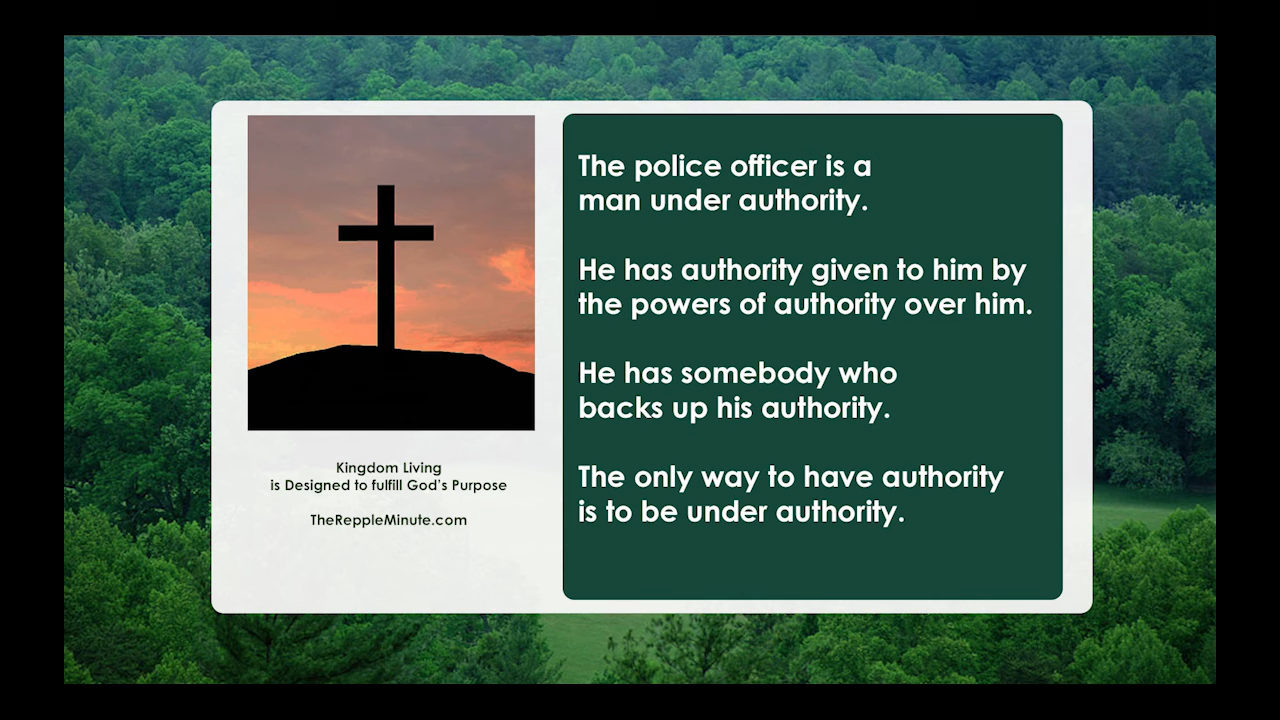 The police officer is a
man under authority.
He has authority given to him by
the powers of authority over him.
He has somebody who
backs up his authority.
The only way to have authority
is to be under authority.
Kingdom Living
is Designed to fulfill God's Purpose
TheReppleMinute.com